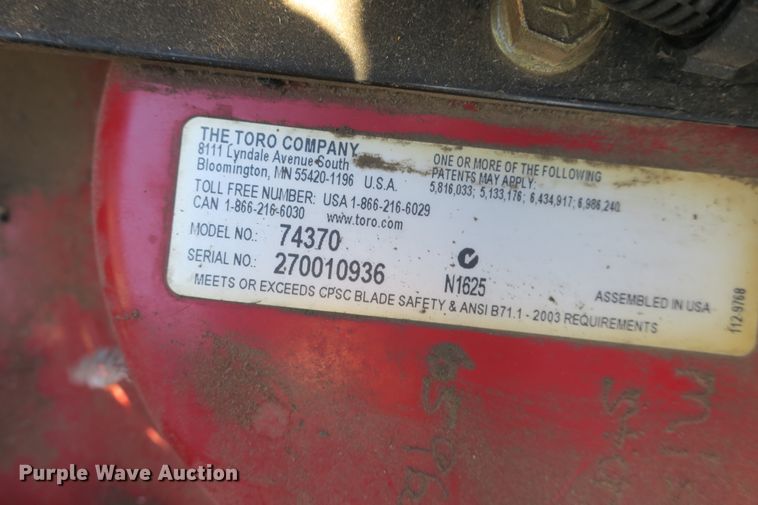 THE TORO COMPANY
8111 Lyndale Avenue South
Bloomington, MN 55420-1196 U.S.A.
TOLL FREE NUMBER: USA 1-866-216-6029
CAN 1-866-216-6030 www.toro.com
MODEL NO.: 74370
SERIAL NO.: 270010936
ONE OR MORE OF THE FOLLOWING
PATENTS MAY APPLY:
5,816,033; 5,133,176; 6,434,917; 6,986,240
N1625
ASSEMBLED IN USA
MEETS OR EXCEEDS CPSC BLADE SAFETY & ANSI B71.1 - 2003 REQUIREMENTS
112-9768
Purple Wave Auction